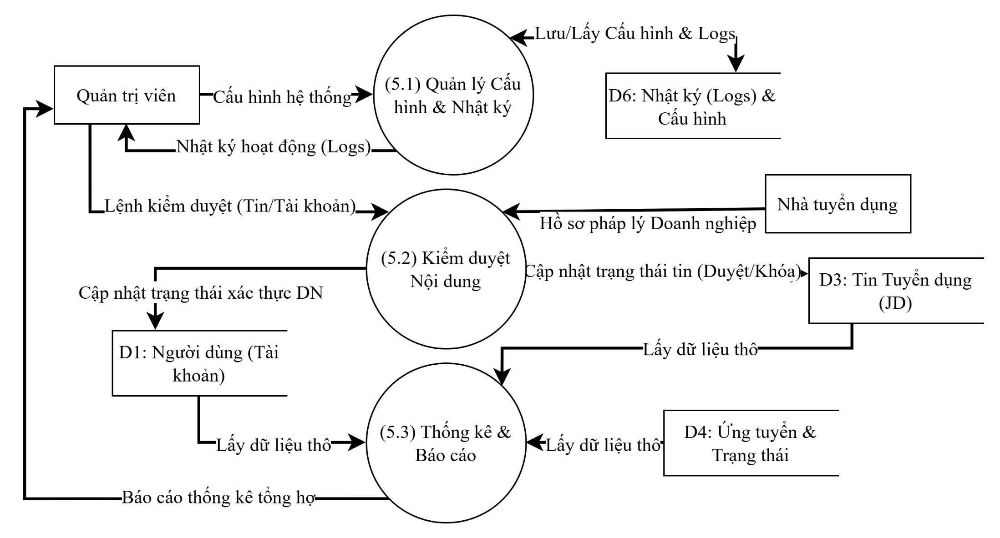 Lưu/Lấy Cấu hình & Logs
Quản trị viên
Cấu hình hệ thống
(5.1) Quản lý Cấu
hình & Nhật ký
D6: Nhật ký (Logs) &
Cấu hình
Nhật ký hoạt động (Logs)
Lệnh kiểm duyệt (Tin/Tài khoản)
Nhà tuyển dụng
Hồ sơ pháp lý Doanh nghiệp
(5.2) Kiểm duyệt
Nội dung
Cập nhật trạng thái tin (Duyệt/Khóa)
D3: Tin Tuyển dụng
(JD)
Cập nhật trạng thái xác thực DN
D1: Người dùng (Tài
khoản)
Lấy dữ liệu thô
Lấy dữ liệu thô
(5.3) Thống kê &
Báo cáo
Lấy dữ liệu thô
D4: Ứng tuyển &
Trạng thái
Báo cáo thống kê tổng hợ